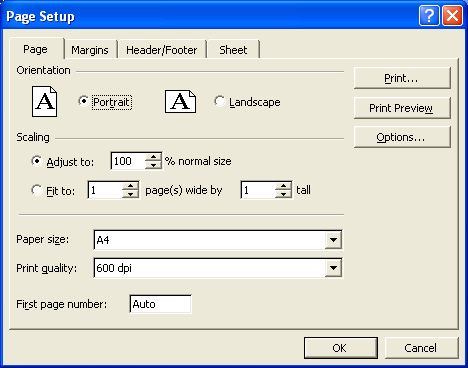 Page Setup
Page Margins Header/Footer Sheet
Orientation
A Portrait A Landscape
Print...
Print Preview
Options...
Scaling
Adjust to: 100 % normal size
Fit to: 1 page(s) wide by 1 tall
Paper size: A4
Print quality: 600 dpi
First page number: Auto
OK Cancel